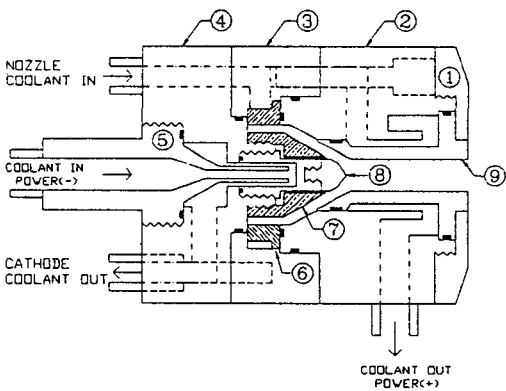 ④
③
②
NOZZLE
COOLANT IN
①
⑤
COOLANT IN
POWER(-)
⑧
⑨
⑦
CATHODE
COOLANT OUT
⑥
COOLANT OUT
POWER(+)